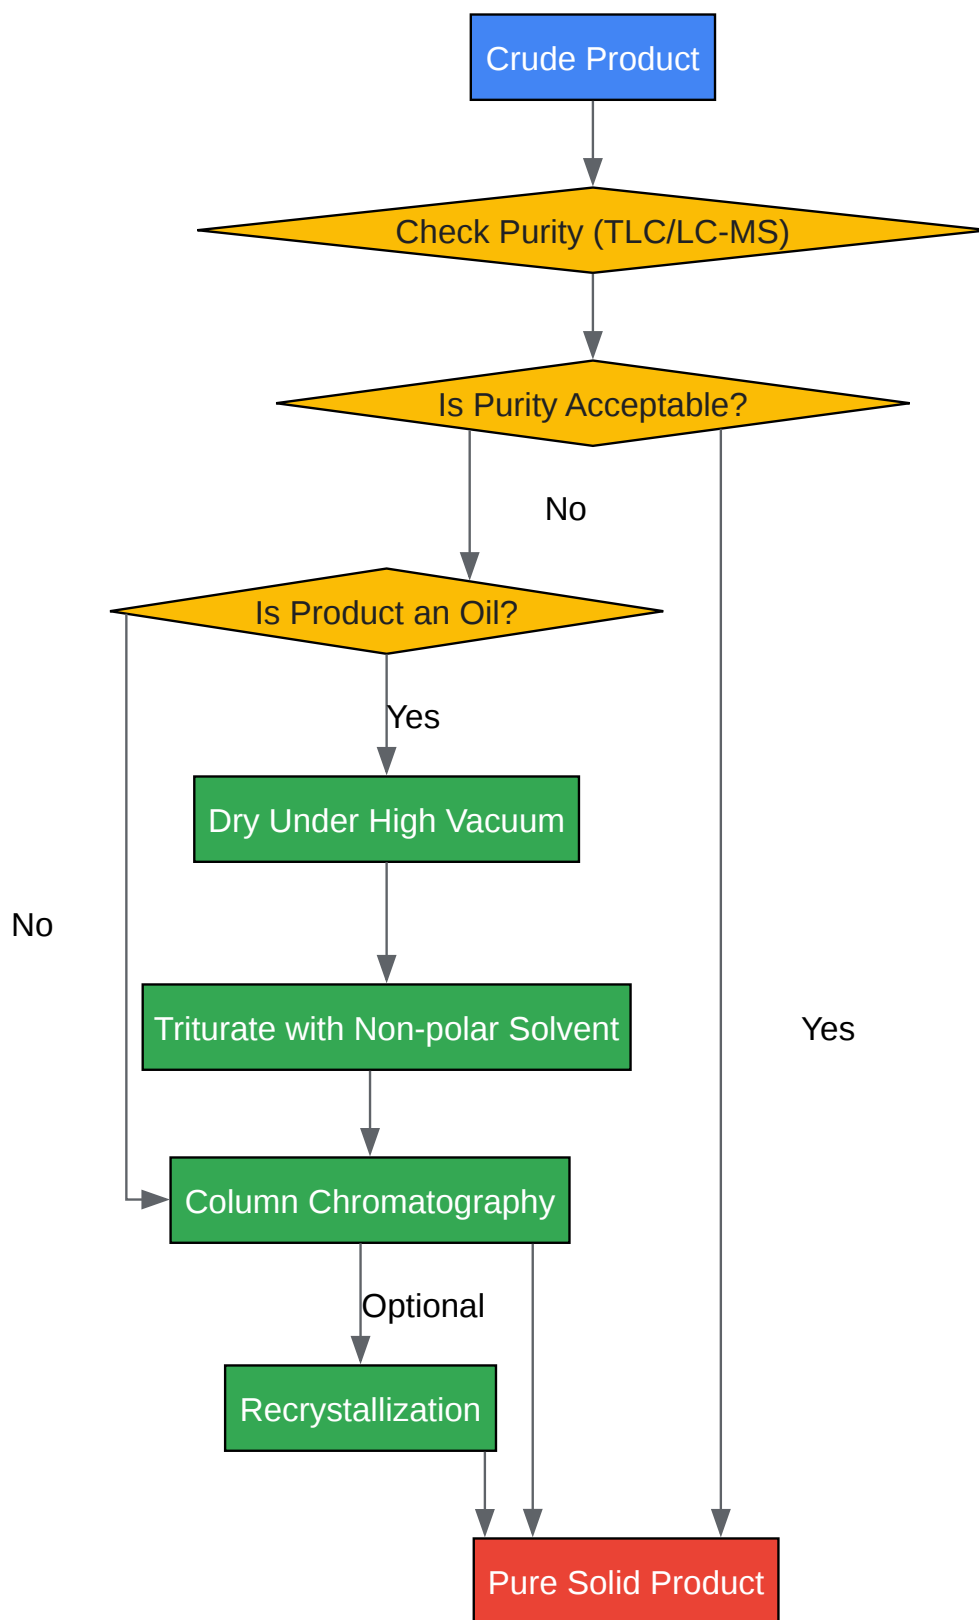 Crude Product
Check Purity (TLC/LC-MS)
Is Purity Acceptable?
No
Is Product an Oil?
Yes
Dry Under High Vacuum
No
Triturate with Non-polar Solvent
Yes
Column Chromatography
Optional
Recrystallization
Pure Solid Product